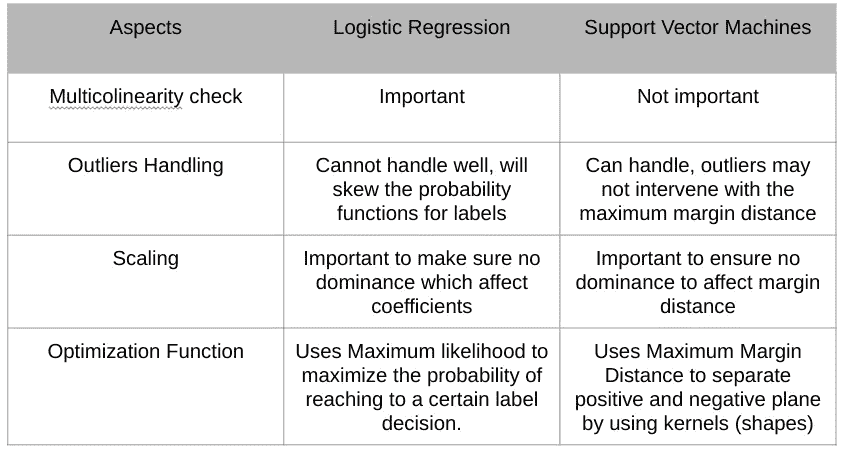 Aspects
Logistic Regression
Support Vector Machines
Multicolinearity check
Important
Not important
Outliers Handling
Cannot handle well, will
skew the probability
functions for labels
Can handle, outliers may
not intervene with the
maximum margin distance
Scaling
Important to make sure no
dominance which affect
coefficients
Important to ensure no
dominance to affect margin
distance
Optimization Function
Uses Maximum likelihood to
maximize the probability of
reaching to a certain label
decision.
Uses Maximum Margin
Distance to separate
positive and negative plane
by using kernels (shapes)